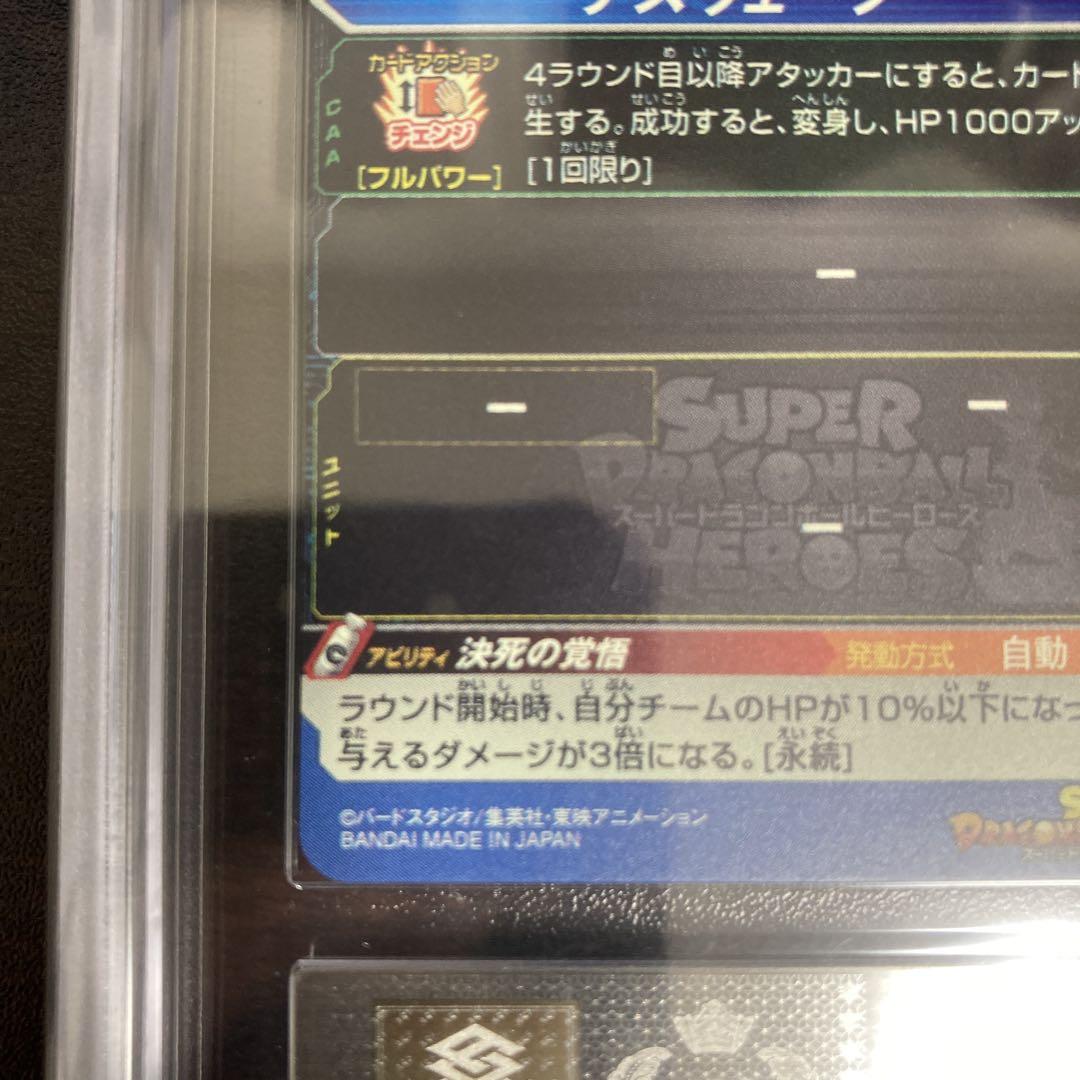 カードアクション
チェンジ
CAA
[フルパワー]
4ラウンド目以降アタッカーにすると、カード
生する。成功すると、変身し、HP1000アッ
[1回限り]
ー
ユニット
ー
ー
ー
SUPER
DRAGONBALL
スーパードラゴンボールヒーローズ
HEROES
アビリティ 決死の覚悟 発動方式 自動
ラウンド開始時、自分チームのHPが10%以下になっ
与えるダメージが3倍になる。[永続]
©バードスタジオ/集英社・東映アニメーション
BANDAI MADE IN JAPAN